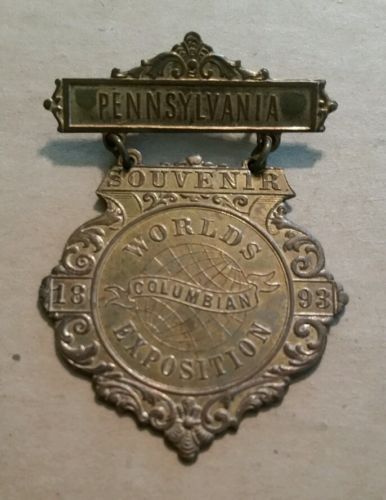 PENNSYLVANIA
SOUVENIR
WORLDS
18 COLUMBIAN 93
EXPOSITION